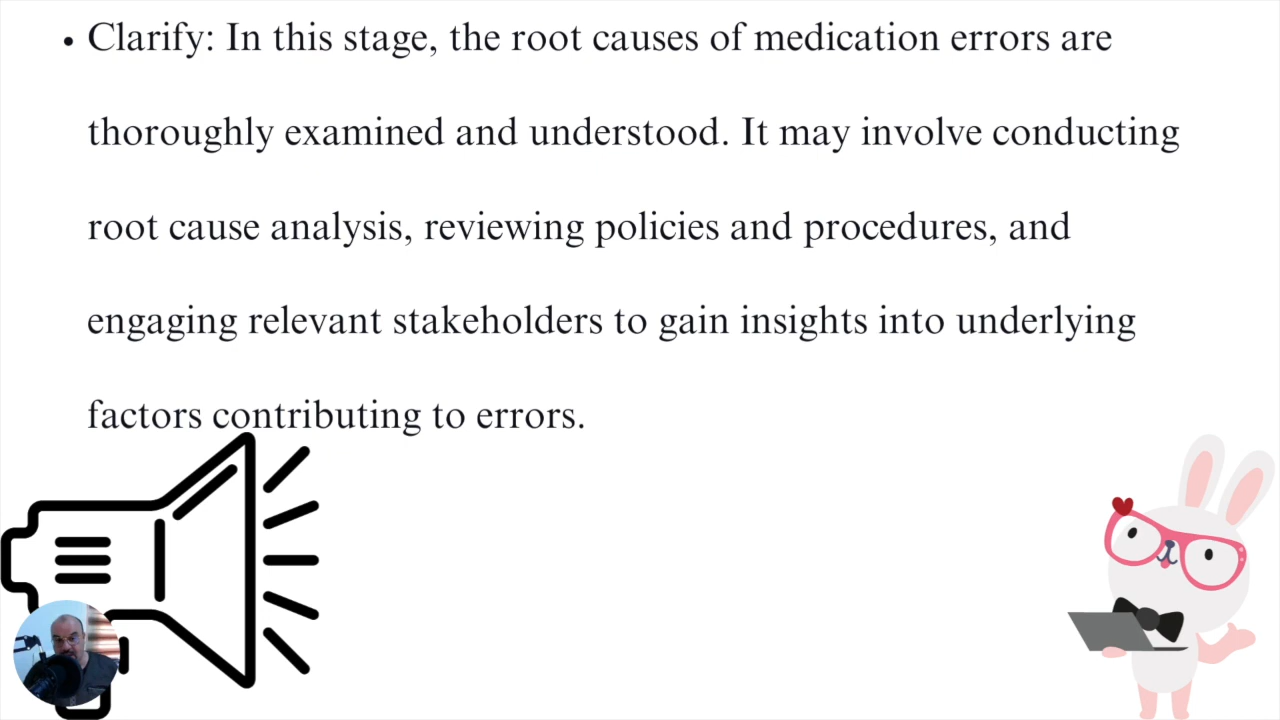 • Clarify: In this stage, the root causes of medication errors are
thoroughly examined and understood. It may involve conducting
root cause analysis, reviewing policies and procedures, and
engaging relevant stakeholders to gain insights into underlying
factors contributing to errors.